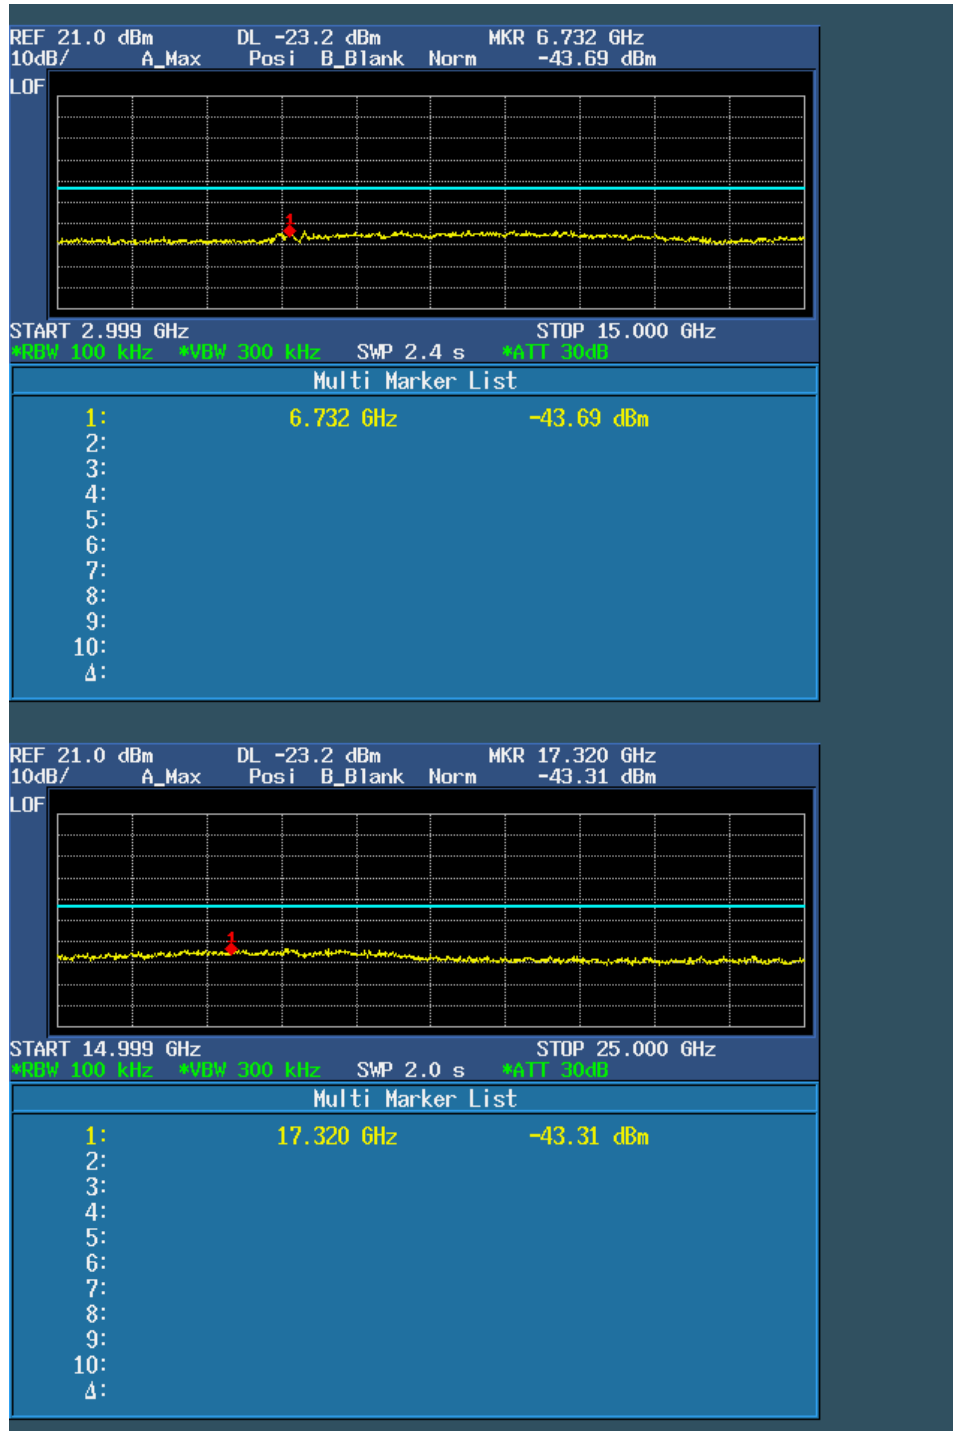 REF 21.0 dBm DL -23.2 dBm MKR 6.732 GHz
10dB/ A_Max Posi B_Blank Norm -43.69 dBm
LOF
1
START 2.999 GHz STOP 15.000 GHz
*RBW 100 kHz *VBW 300 kHz SWP 2.4 s *ATT 30dB
Multi Marker List
1: 6.732 GHz -43.69 dBm
2:
3:
4:
5:
6:
7:
8:
9:
10:
Δ:
REF 21.0 dBm DL -23.2 dBm MKR 17.320 GHz
10dB/ A_Max Posi B_Blank Norm -43.31 dBm
LOF
1
START 14.999 GHz STOP 25.000 GHz
*RBW 100 kHz *VBW 300 kHz SWP 2.0 s *ATT 30dB
Multi Marker List
1: 17.320 GHz -43.31 dBm
2:
3:
4:
5:
6:
7:
8:
9:
10:
Δ: